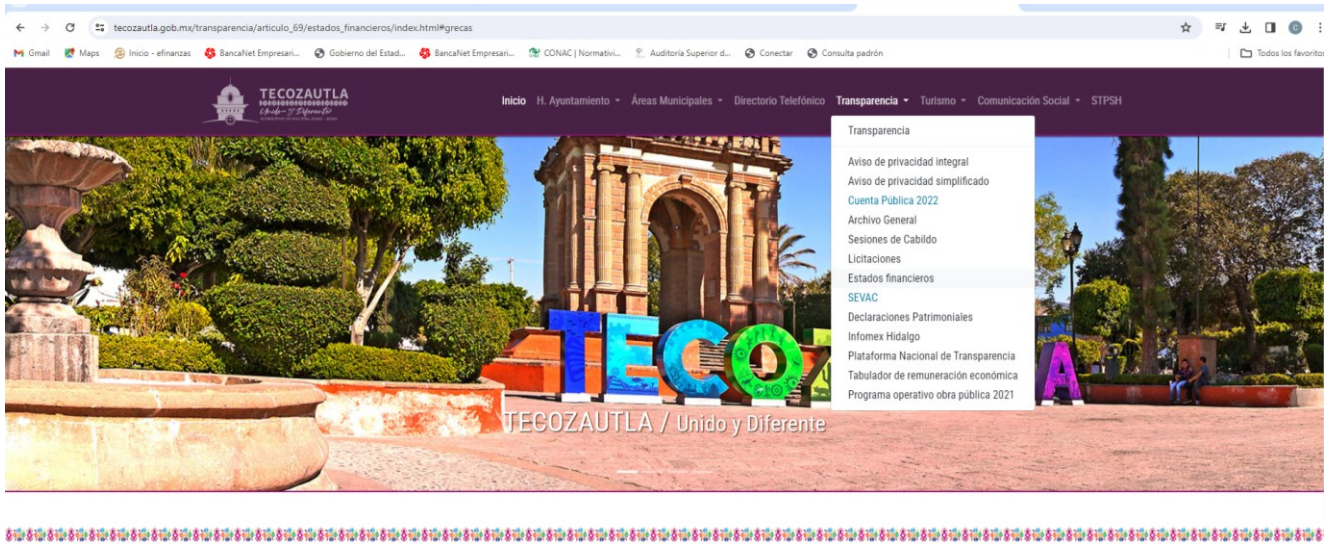 tecozautla.gob.mx/transparencia/articulo_69/estados_financieros/index.html#grecas
Gmail Maps Inicio - efinanzas BancaNet Empresari... Gobierno del Estad... BancaNet Empresari... CONAC | Normativi... Auditoría Superior d... Conectar Consulta padrón Todos los favoritos
TECOZAUTLA
Unido y Diferente
Inicio H. Ayuntamiento Áreas Municipales Directorio Telefónico Transparencia Turismo Comunicación Social STPSH
Transparencia
Aviso de privacidad integral
Aviso de privacidad simplificado
Cuenta Pública 2022
Archivo General
Sesiones de Cabildo
Licitaciones
Estados financieros
SEVAC
Declaraciones Patrimoniales
Infomex Hidalgo
Plataforma Nacional de Transparencia
Tabulador de remuneración económica
Programa operativo obra pública 2021
TECOZ A
TECOZAUTLA / Unido y Diferente